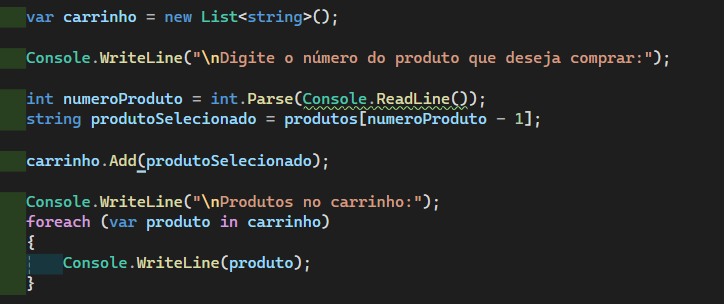 var carrinho = new List<string>();
Console.WriteLine("\nDigite o número do produto que deseja comprar:");
int numeroProduto = int.Parse(Console.ReadLine());
string produtoSelecionado = produtos[numeroProduto - 1];
carrinho.Add(produtoSelecionado);
Console.WriteLine("\nProdutos no carrinho:");
foreach (var produto in carrinho)
{
    Console.WriteLine(produto);
}